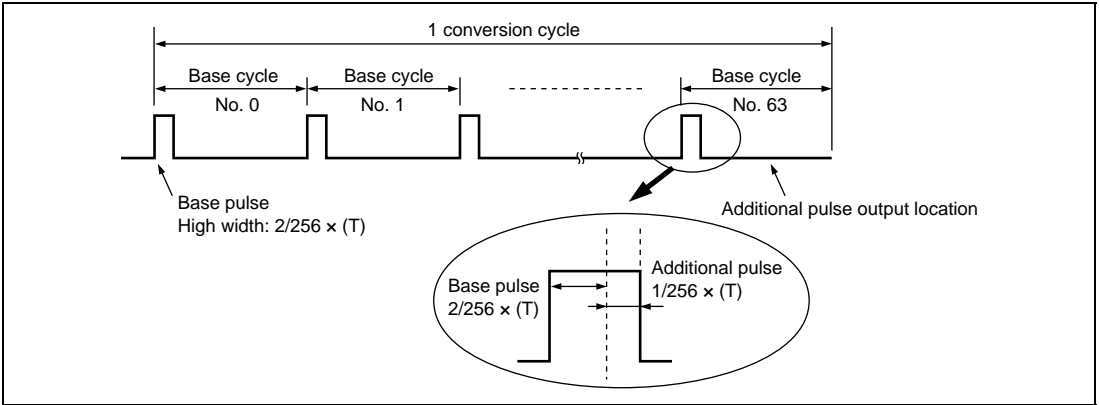 1 conversion cycle
Base cycle
No. 0
Base cycle
No. 1
Base cycle
No. 63
Base pulse
High width: 2/256 × (T)
Additional pulse output location
Base pulse
2/256 × (T)
Additional pulse
1/256 × (T)